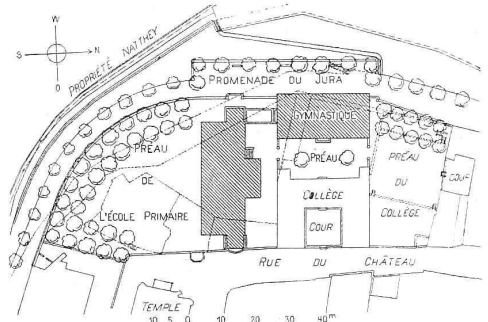 W
S N
O
PROPRIÉTÉ NATTHEY
PROMENADE DU JURA
GYMNASTIQUE
PRÉAU
DE
L'ÉCOLE PRIMAIRE
PRÉAU
COLLÈGE
COUR
PRÉAU
DU
COLLÈGE
COUR
RUE DU CHÂTEAU
TEMPLE
10 5 0 10 20 30 40m